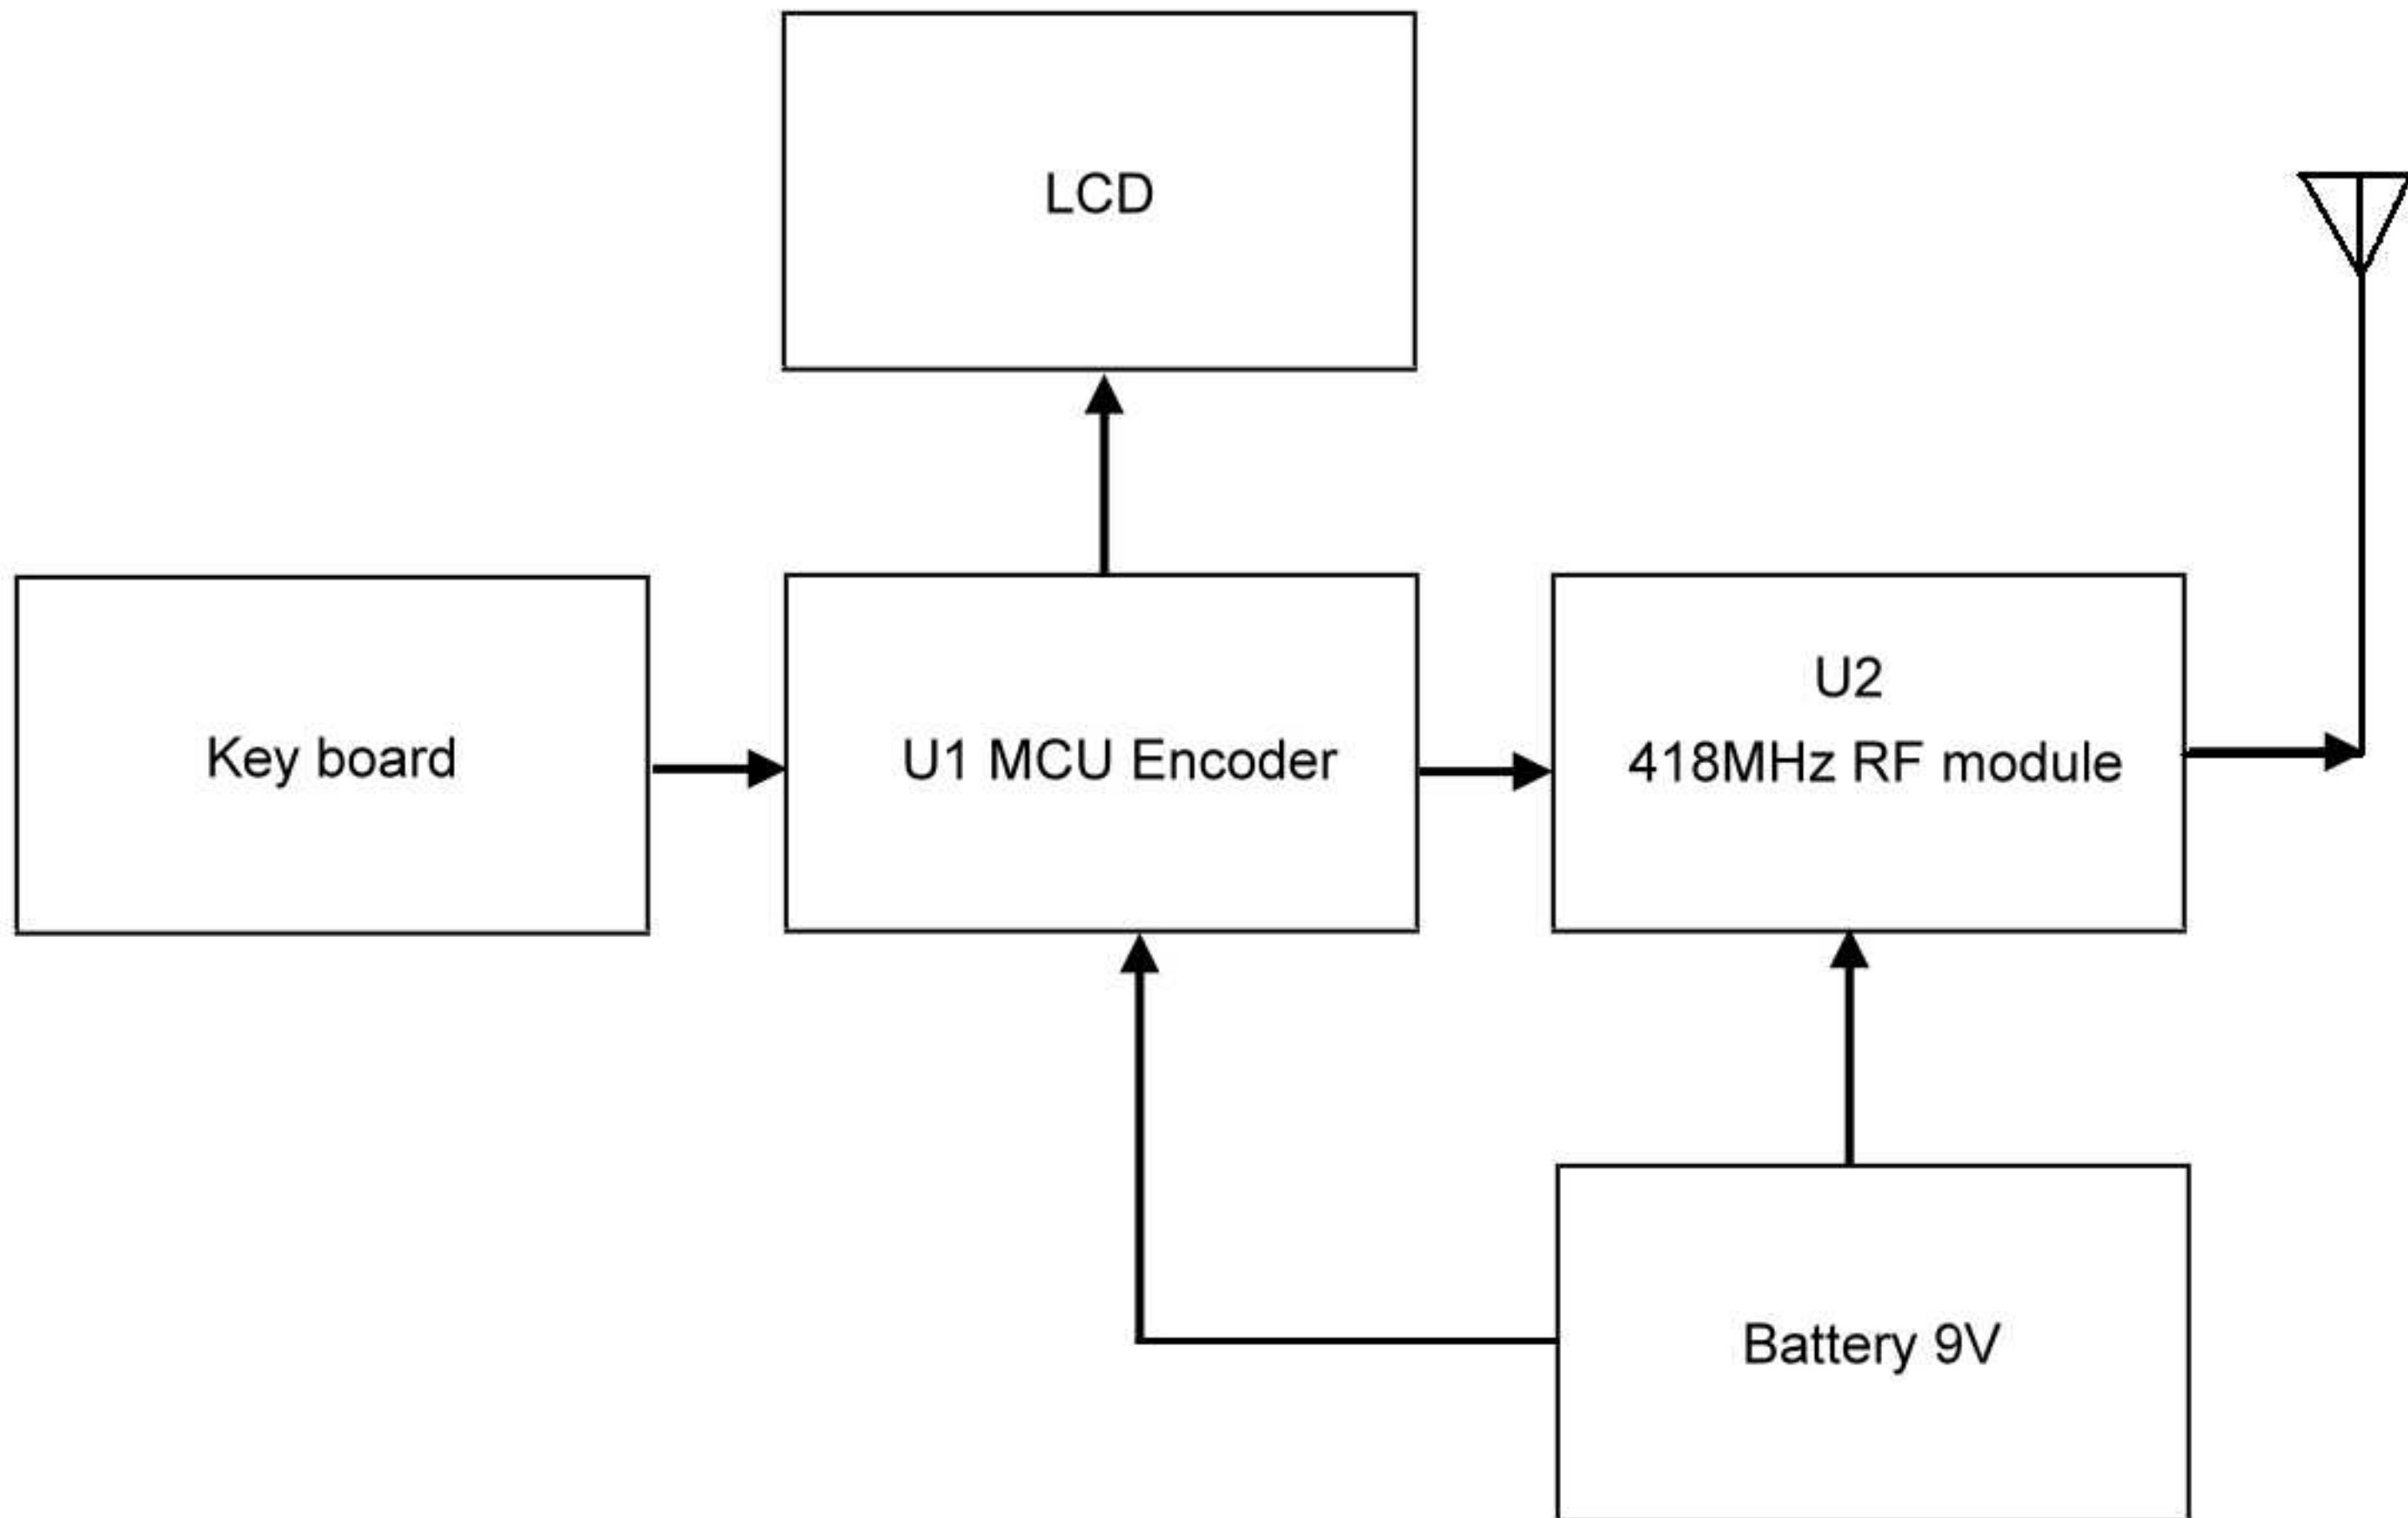 LCD
Key board
U1 MCU Encoder
U2
418MHz RF module
Battery 9V